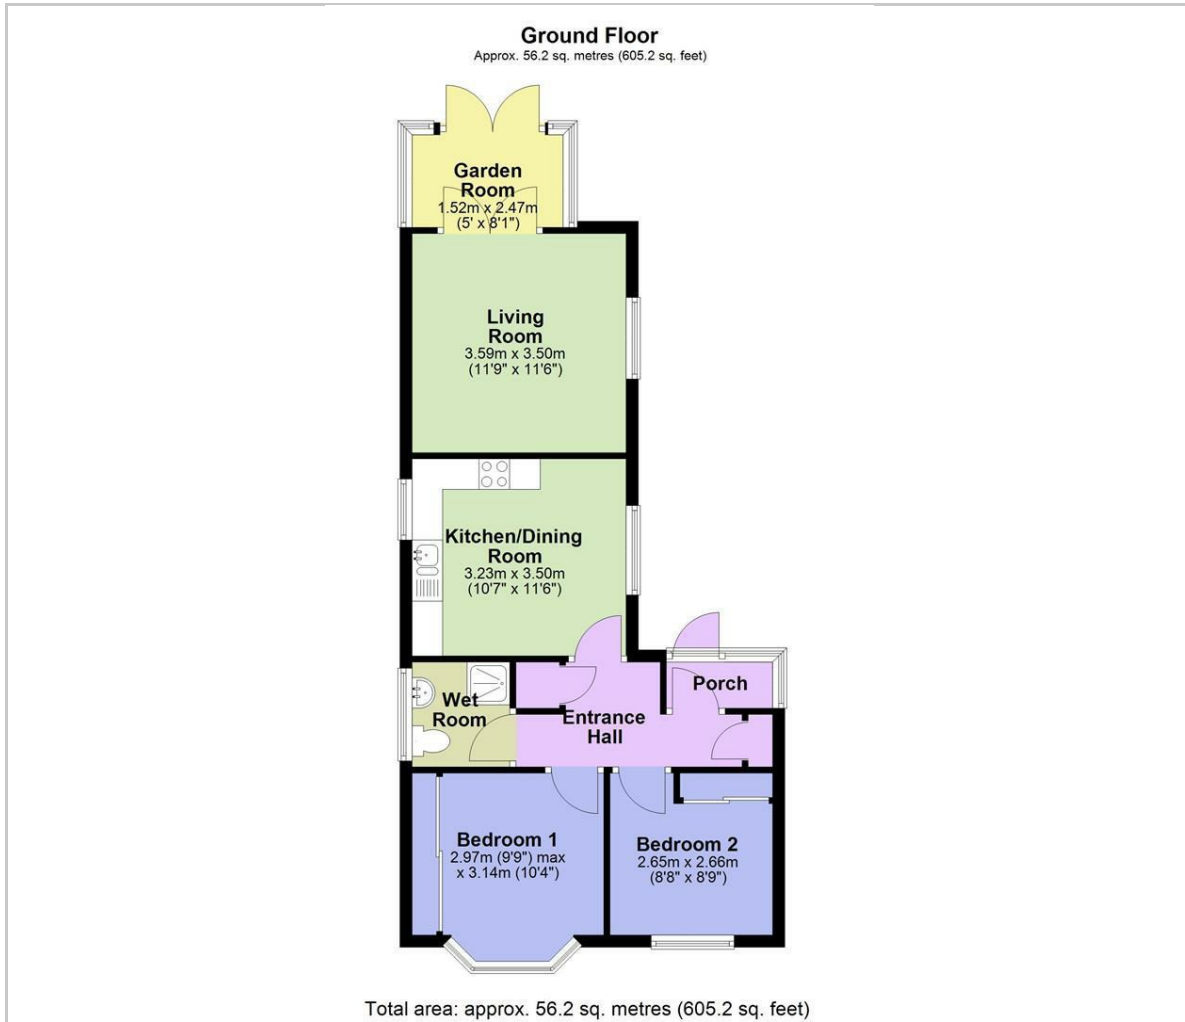 Ground Floor
Approx. 56.2 sq. metres (605.2 sq. feet)
Garden
Room
1.52m x 2.47m
(5' x 8'1")
Living
Room
3.59m x 3.50m
(11'9" x 11'6")
Kitchen/Dining
Room
3.23m x 3.50m
(10'7" x 11'6")
Wet
Room
Porch
Entrance
Hall
Bedroom 1
2.97m (9'9") max
x 3.14m (10'4")
Bedroom 2
2.65m x 2.66m
(8'8" x 8'9")
Total area: approx. 56.2 sq. metres (605.2 sq. feet)